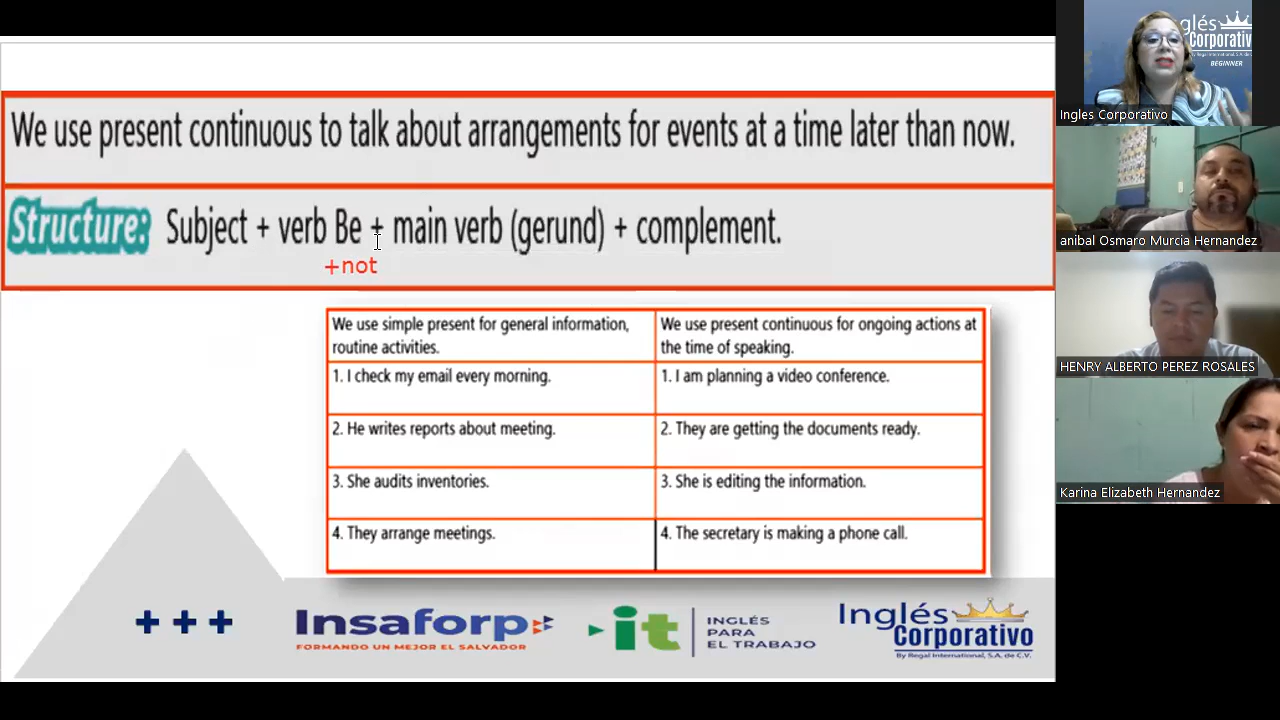 We use present continuous to talk about arrangements for events at a time later than now.
Structure: Subject + verb Be + main verb (gerund) + complement.
+not
We use simple present for general information,
routine activities.
We use present continuous for ongoing actions at
the time of speaking.
1. I check my email every morning.
1. I am planning a video conference.
2. He writes reports about meeting.
2. They are getting the documents ready.
3. She audits inventories.
3. She is editing the information.
4. They arrange meetings.
4. The secretary is making a phone call.
+++
Insaforp
FORMANDO UN MEJOR EL SALVADOR
it
INGLÉS
PARA
EL TRABAJO
Inglés
Corporativo
By Regal International, S.A. de C.V.
glés
Corporativ
By Regal International, S.A. de
BEGINNER
Ingles Corporativo
anibal Osmaro Murcia Hernandez
HENRY ALBERTO PEREZ ROSALES
Karina Elizabeth Hernandez